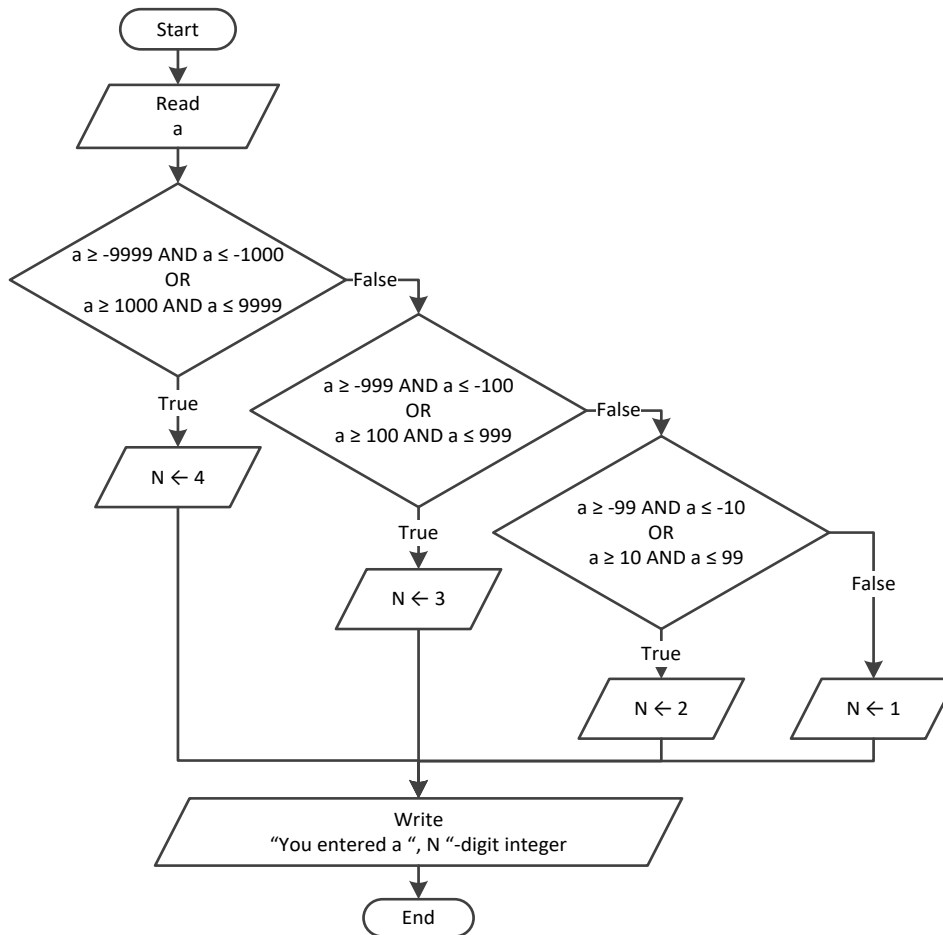 Start
Read
a
a ≥ -9999 AND a ≤ -1000
OR
a ≥ 1000 AND a ≤ 9999
False
True
a ≥ -999 AND a ≤ -100
OR
a ≥ 100 AND a ≤ 999
False
N ← 4
True
a ≥ -99 AND a ≤ -10
OR
a ≥ 10 AND a ≤ 99
False
N ← 3
True
N ← 2
N ← 1
Write
“You entered a “, N “-digit integer
End